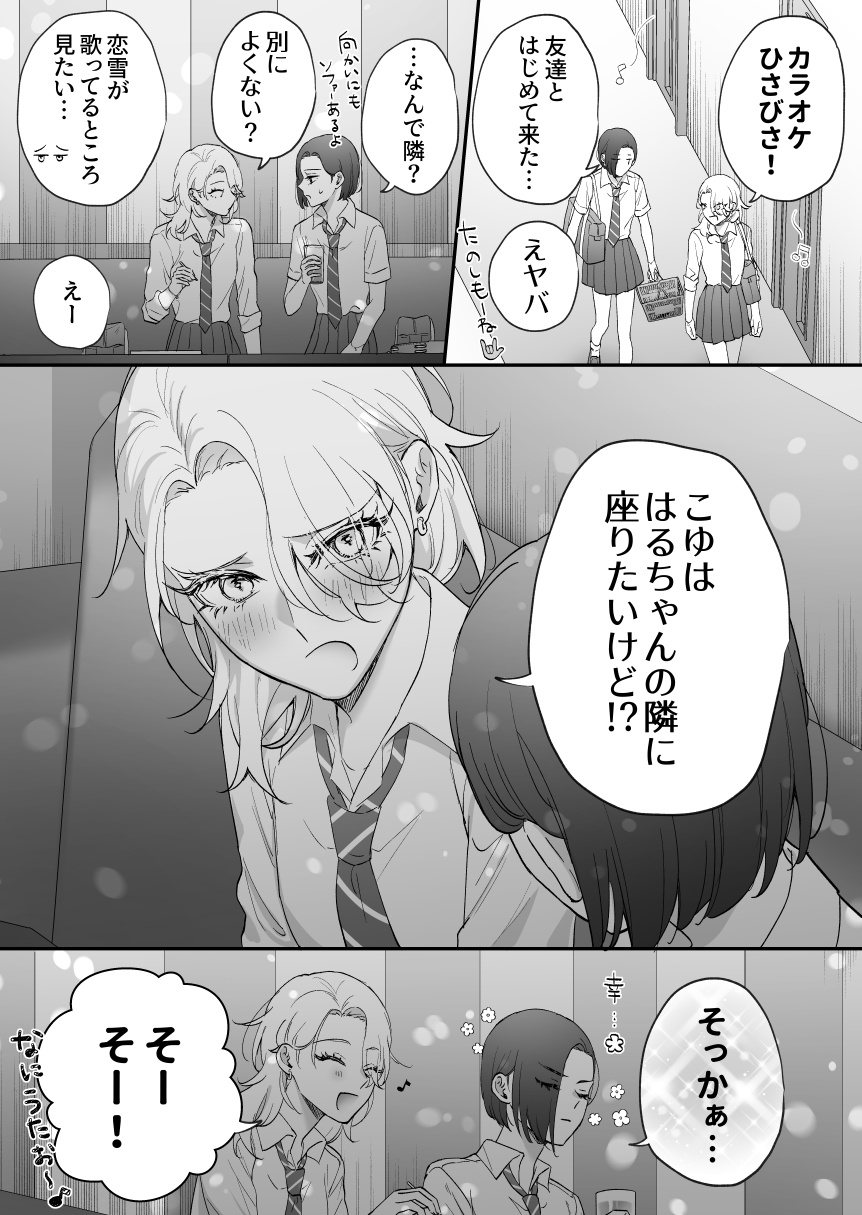 カラオケ
ひさびさ！
友達と
はじめて来た…
えヤバ
たのしもーね
…なんで隣？
向かいにも
ソファーあるよ
別に
よくない？
恋雪が
歌ってるところ
見たい…
えー
こゆは
はるちゃんの隣に
座りたいけど!?
そっかぁ…
幸…
そー
そー！
なにうたお〜♪